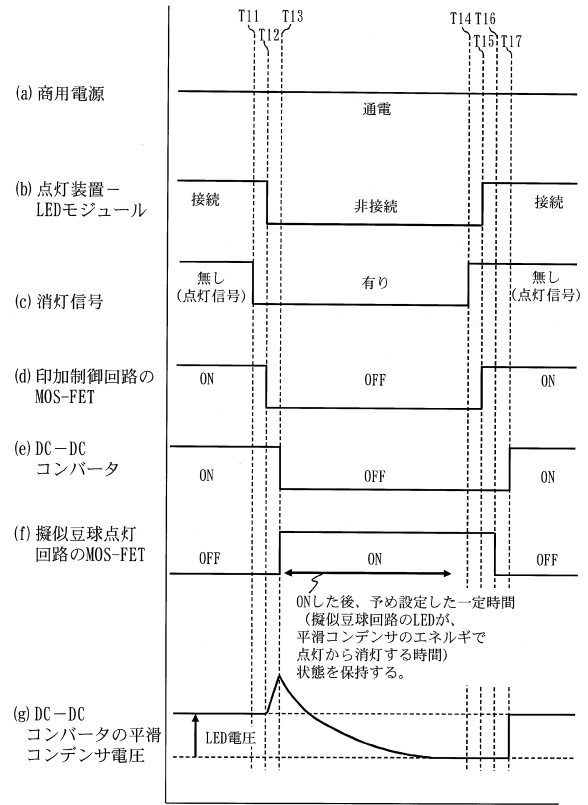 T11
T12
T13
T14
T15
T16
T17
(a) 商用電源
通電
(b) 点灯装置－
LEDモジュール
接続
非接続
接続
(c) 消灯信号
無し
(点灯信号)
有り
無し
(点灯信号)
(d) 印加制御回路の
MOS-FET
ON
OFF
ON
(e) DC－DC
コンバータ
ON
OFF
ON
(f) 擬似豆球点灯
回路のMOS-FET
OFF
ON
OFF
ONした後、予め設定した一定時間
（擬似豆球回路のLEDが、
平滑コンデンサのエネルギで
点灯から消灯する時間）
状態を保持する。
(g) DC－DC
コンバータの平滑
コンデンサ電圧
LED電圧